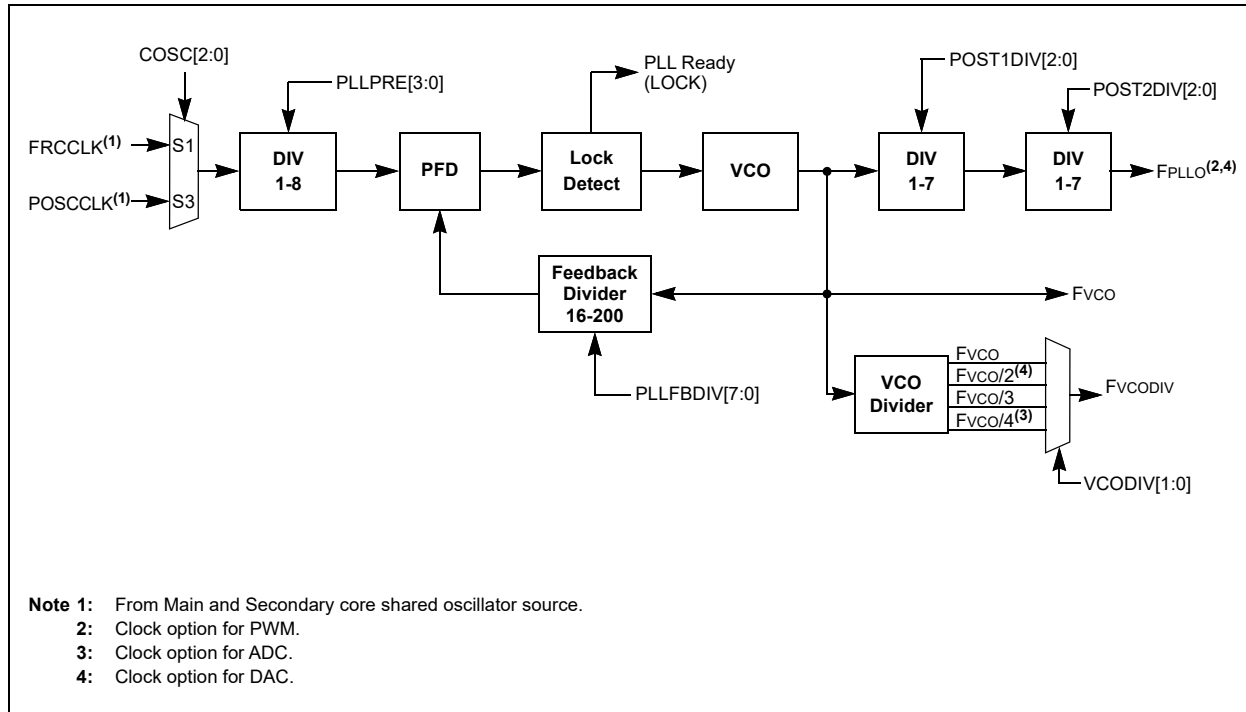 COSC[2:0]
PLLPRE[3:0]
PLL Ready
(LOCK)
POST1DIV[2:0]
POST2DIV[2:0]
FRCCLK(1)
S1
POSCCLK(1)
S3
DIV
1-8
PFD
Lock
Detect
VCO
DIV
1-7
DIV
1-7
FPLLO(2,4)
Feedback
Divider
16-200
FVCO
PLLFBDIV[7:0]
VCO
Divider
FVCO
FVCO/2(4)
FVCO/3
FVCO/4(3)
FVCODIV
VCODIV[1:0]
Note 1: From Main and Secondary core shared oscillator source.
2: Clock option for PWM.
3: Clock option for ADC.
4: Clock option for DAC.